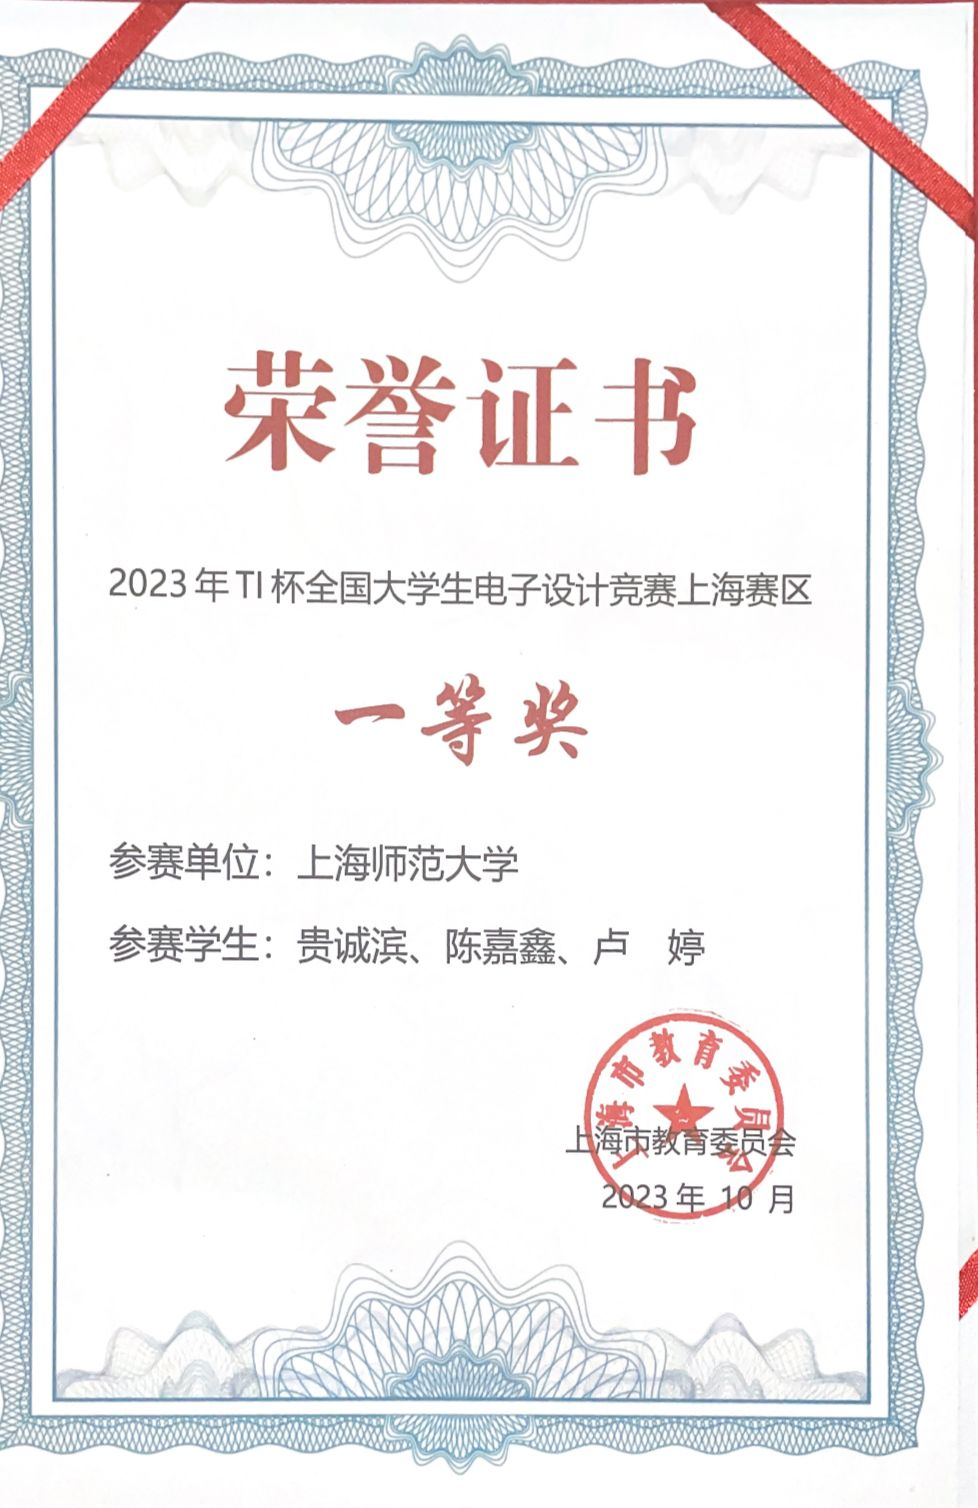 荣誉证书
2023年TI杯全国大学生电子设计竞赛上海赛区
一等奖
参赛单位：上海师范大学
参赛学生：贵诚滨、陈嘉鑫、卢　婷
上海市教育委员会
上海市教育委员会
2023年 10 月